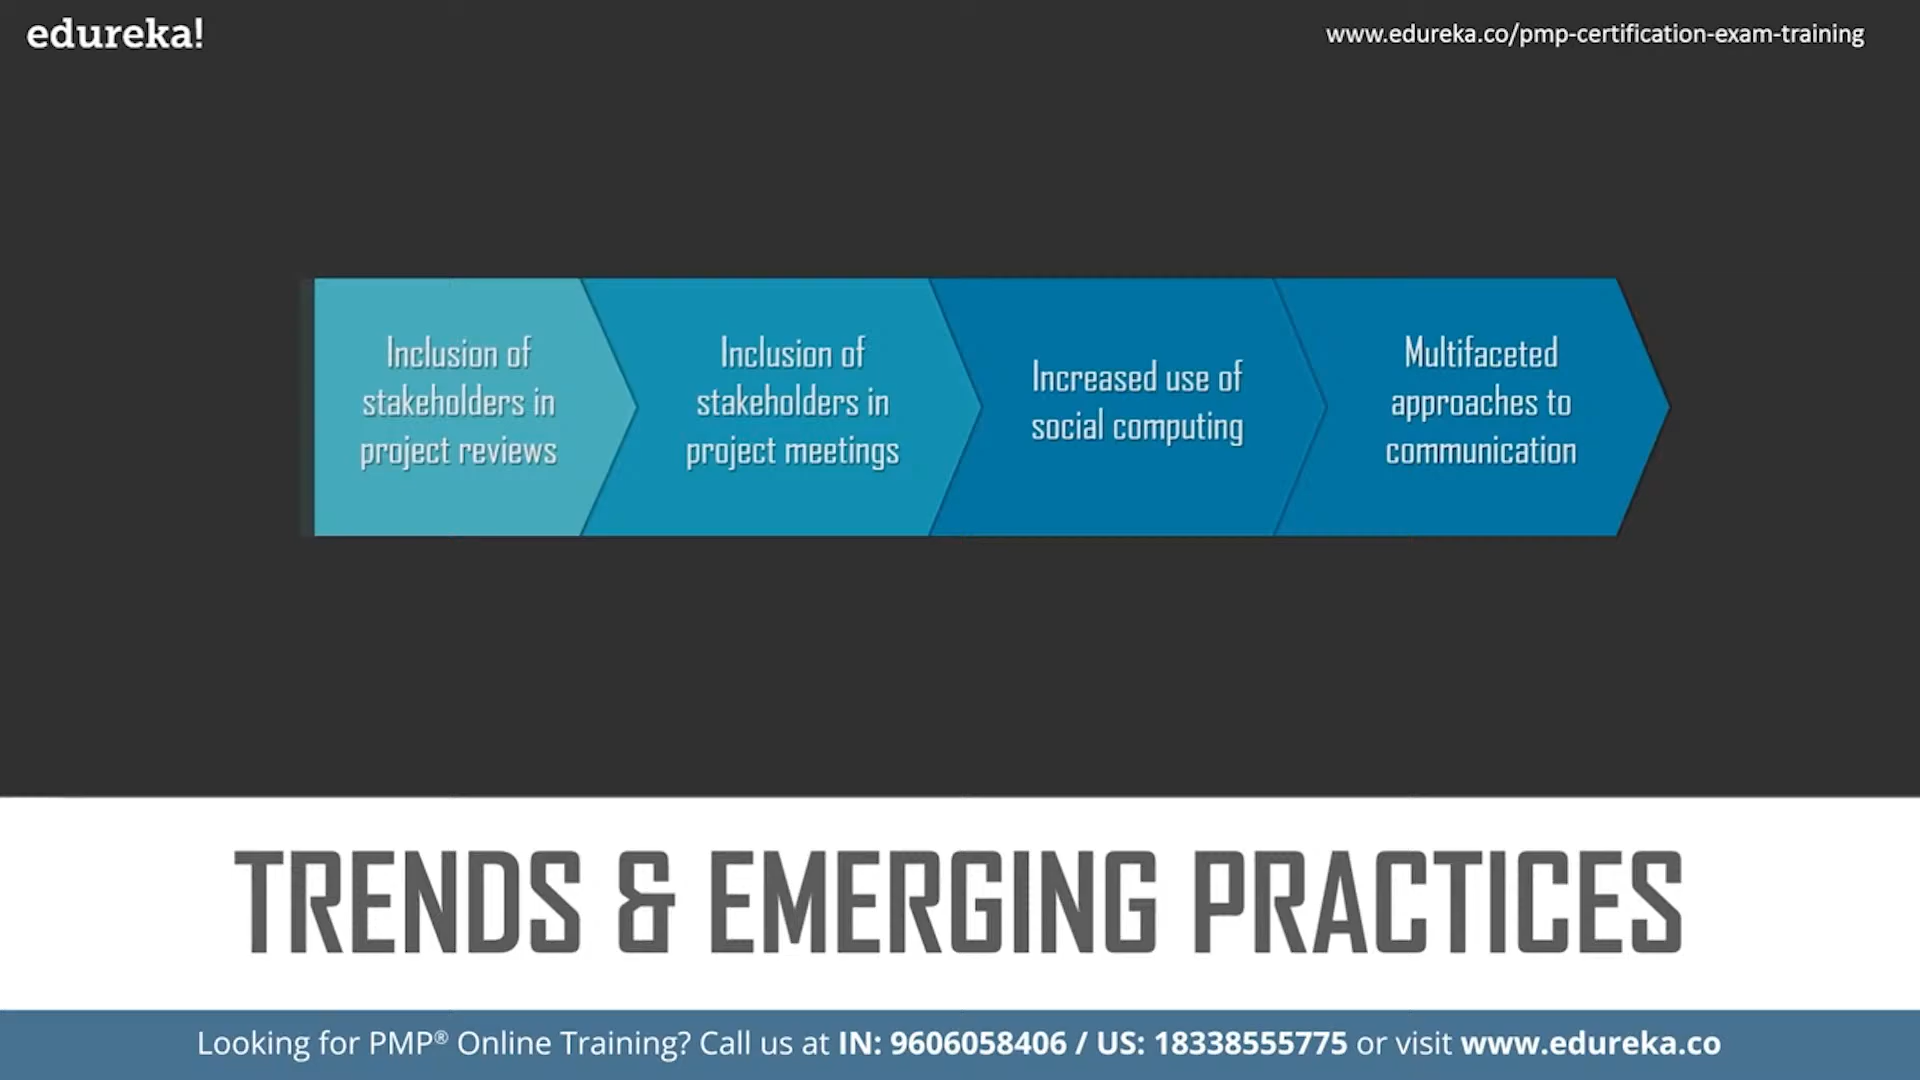 edureka!
www.edureka.co/pmp-certification-exam-training
Inclusion of
stakeholders in
project reviews
Inclusion of
stakeholders in
project meetings
Increased use of
social computing
Multifaceted
approaches to
communication
TRENDS & EMERGING PRACTICES
Looking for PMP® Online Training? Call us at IN: 9606058406 / US: 18338555775 or visit www.edureka.co